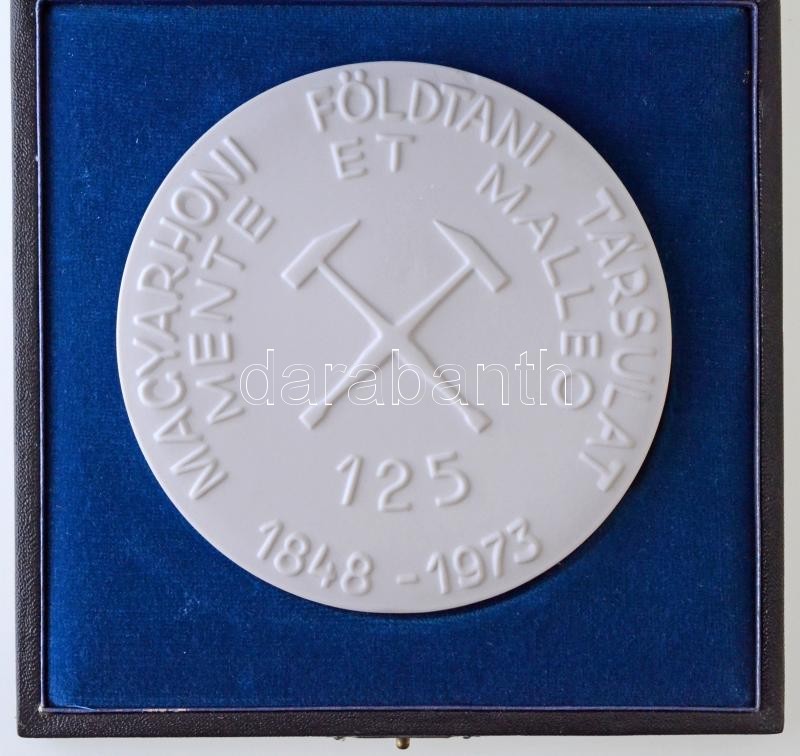 MAGYARHONI FÖLDTANI TÁRSULAT
MENTE ET MALLEO
125
1848 - 1973
darabanth